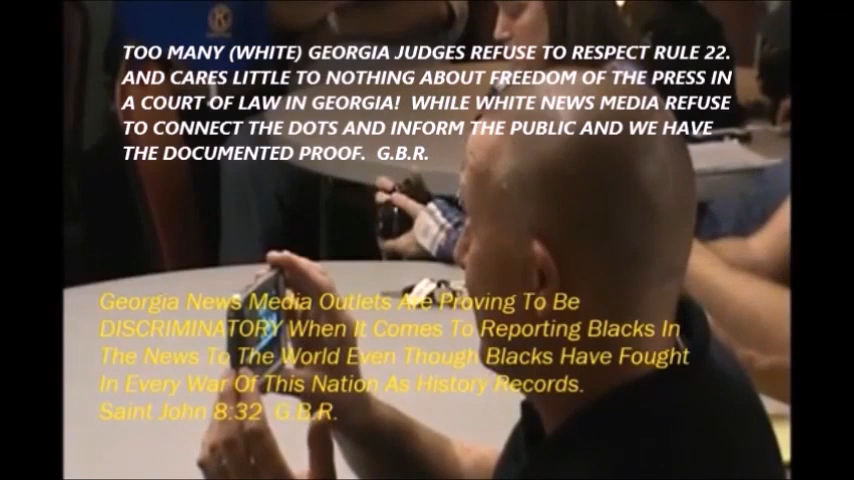 TOO MANY (WHITE) GEORGIA JUDGES REFUSE TO RESPECT RULE 22.
AND CARES LITTLE TO NOTHING ABOUT FREEDOM OF THE PRESS IN
A COURT OF LAW IN GEORGIA! WHILE WHITE NEWS MEDIA REFUSE
TO CONNECT THE DOTS AND INFORM THE PUBLIC AND WE HAVE
THE DOCUMENTED PROOF. G.B.R.
Georgia News Media Outlets Are Proving To Be
DISCRIMINATORY When It Comes To Reporting Blacks In
The News To The World Even Though Blacks Have Fought
In Every War Of This Nation As History Records.
Saint John 8:32 G.B.R.